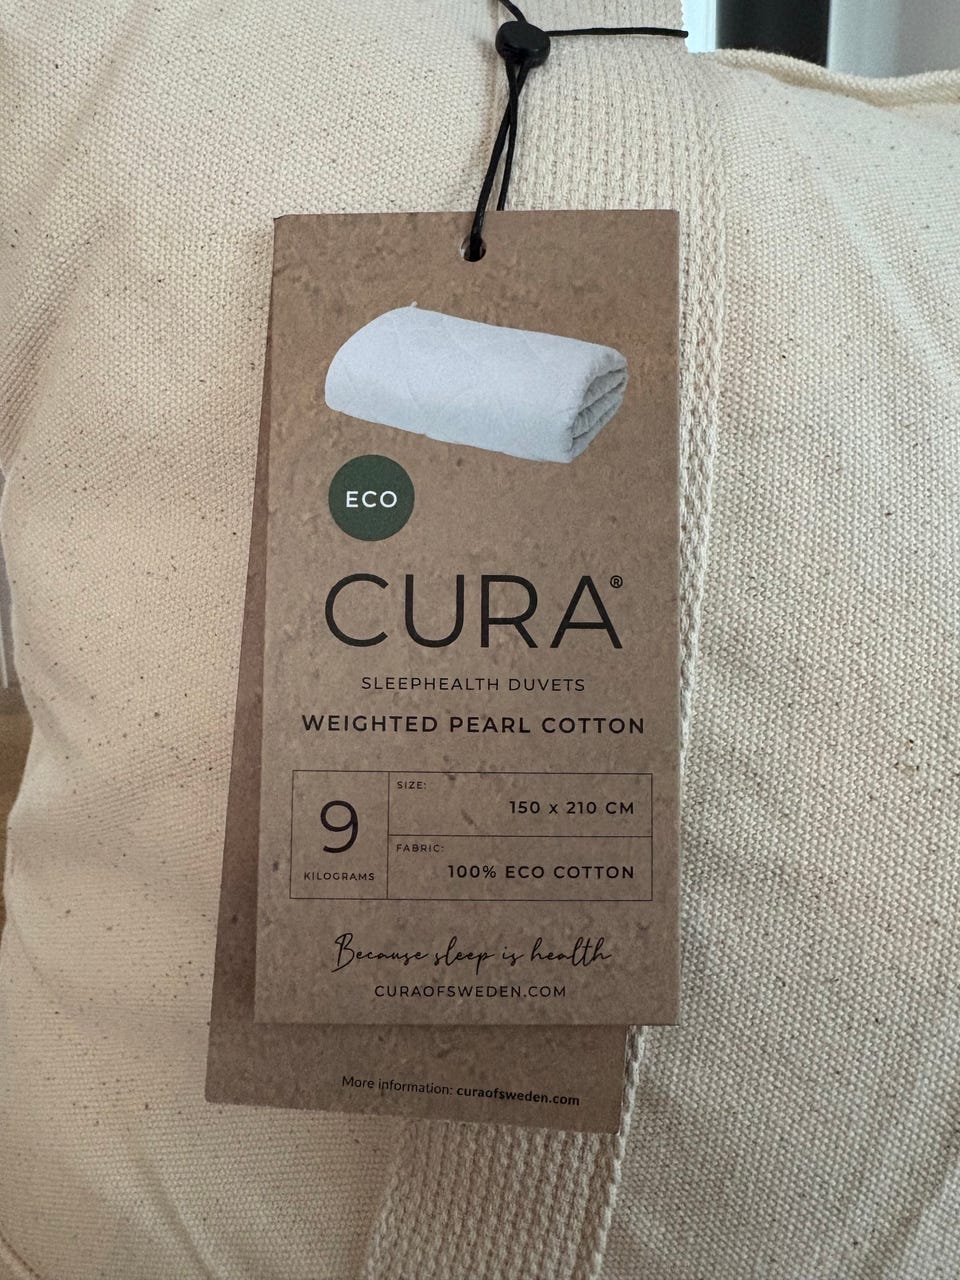 ECO
CURA®
SLEEPHEALTH DUVETS
WEIGHTED PEARL COTTON
9
KILOGRAMS
SIZE:
150 x 210 CM
FABRIC:
100% ECO COTTON
Because sleep is health
CURAOFSWEDEN.COM
More information: curaofsweden.com